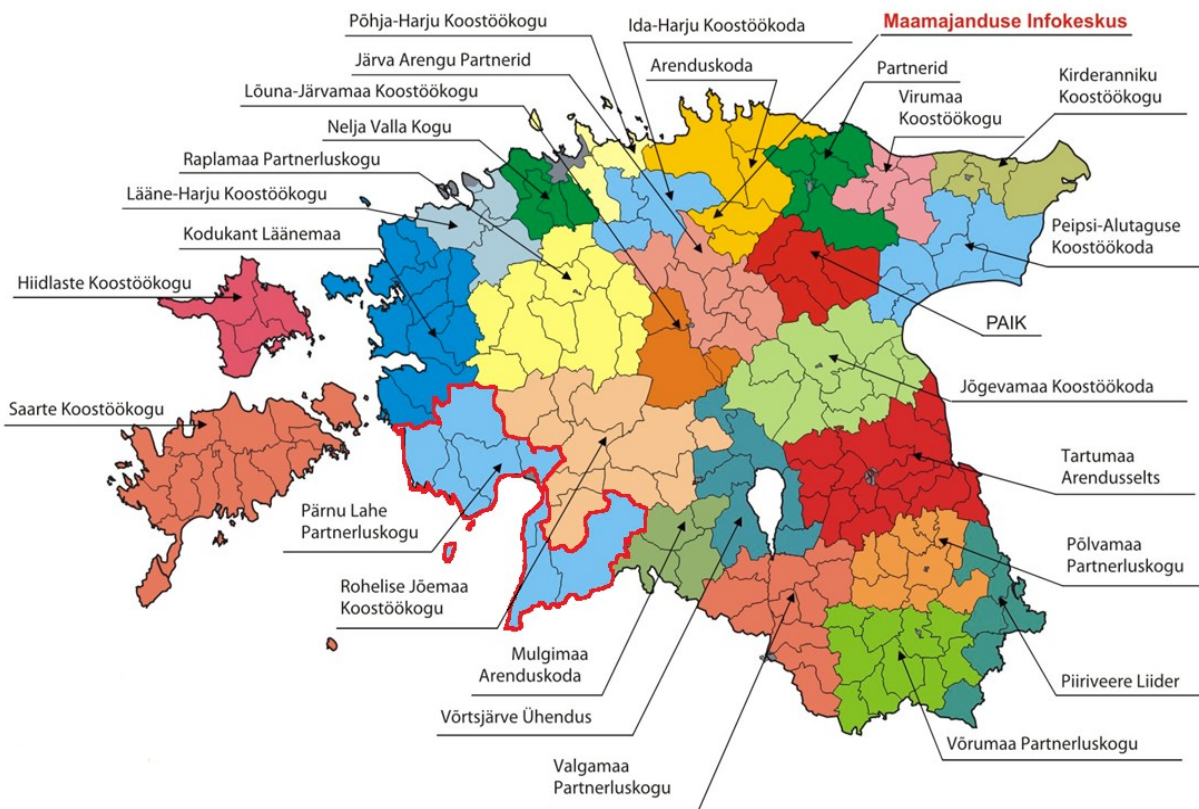 Põhja-Harju Koostöökogu
Järva Arengu Partnerid
Lõuna-Järvamaa Koostöökogu
Nelja Valla Kogu
Raplamaa Partnerluskogu
Lääne-Harju Koostöökogu
Kodukant Läänemaa
Hiidlaste Koostöökogu
Saarte Koostöökogu
Pärnu Lahe
Partnerluskogu
Rohelise Jõemaa
Koostöökogu
Mulgimaa
Arenduskoda
Võrtsjärve Ühendus
Valgamaa
Partnerluskogu
Ida-Harju Koostöökoda
Arenduskoda
Maamajanduse Infokeskus
Partnerid
Virumaa
Koostöökogu
Kirderanniku
Koostöökogu
Peipsi-Alutaguse
Koostöökoda
PAIK
Jõgevamaa Koostöökoda
Tartumaa
Arendusselts
Põlvamaa
Partnerluskogu
Piiriveere Liider
Võrumaa Partnerluskogu